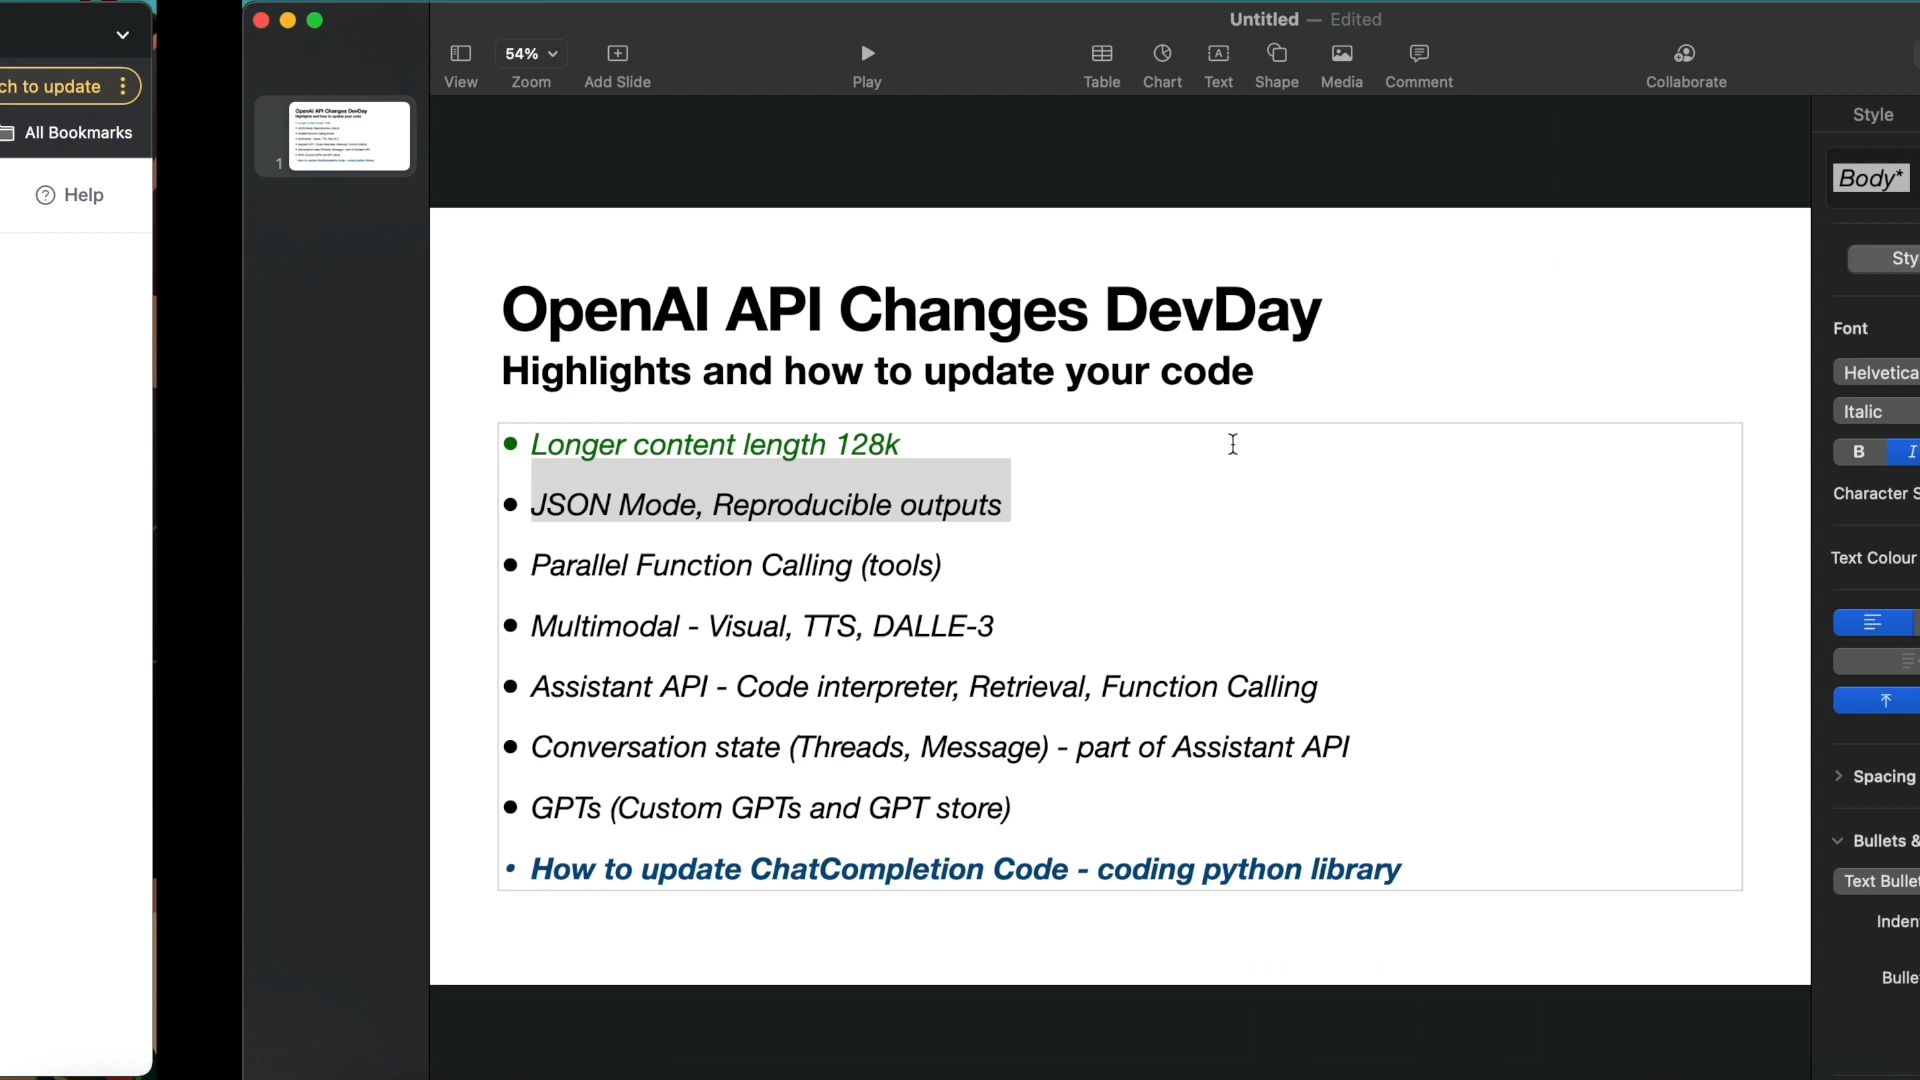 ch to update
All Bookmarks
Help
Untitled — Edited
54%
View
Zoom
Add Slide
Play
Table
Chart
Text
Shape
Media
Comment
Collaborate
1
OpenAI API Changes DevDay
Highlights and how to update your code
• Longer content length 128k
• JSON Mode, Reproducible outputs
• Parallel Function Calling (tools)
• Multimodal - Visual, TTS, DALLE-3
• Assistant API - Code interpreter, Retrieval, Function Calling
• Conversation state (Threads, Message) - part of Assistant API
• GPTs (Custom GPTs and GPT store)
• How to update ChatCompletion Code - coding python library
Style
Body*
Sty
Font
Helvetica
Italic
B I
Character S
Text Colour
Spacing
Bullets &
Text Bullet
Inden
Bulle